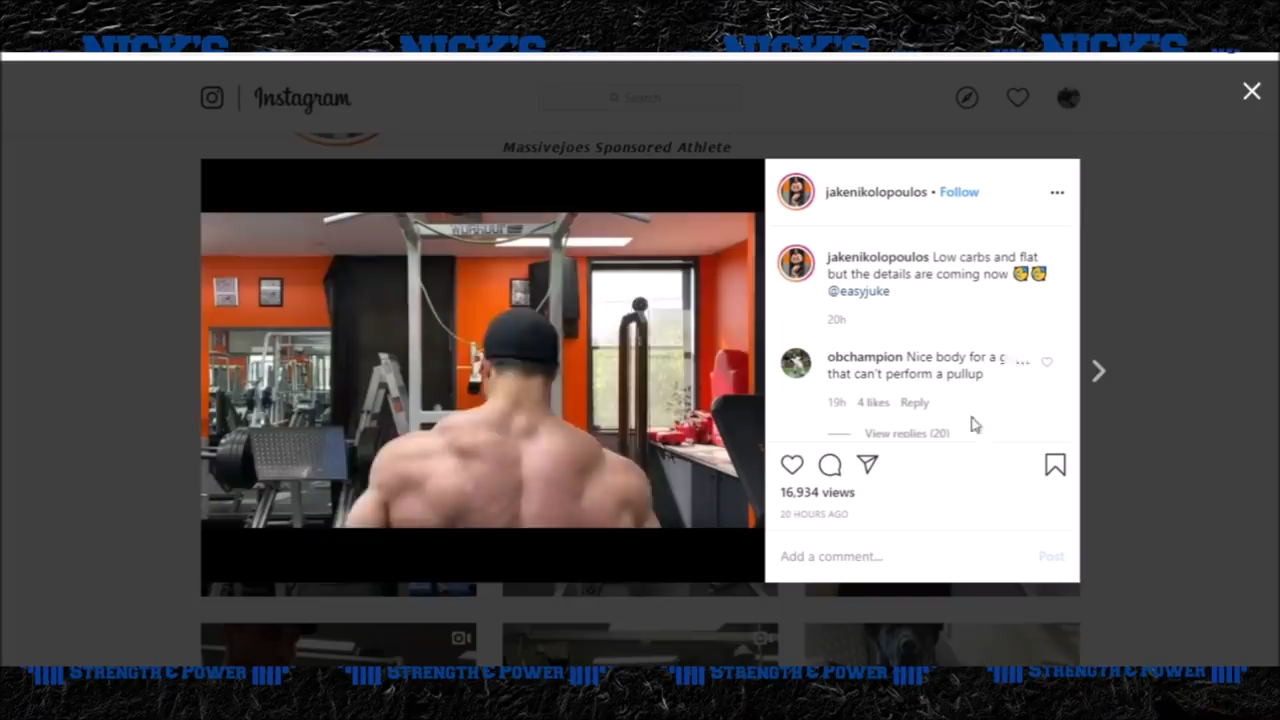 NICK'S NICK'S NICK'S NICK'S
Instagram
Search
Massivejoes Sponsored Athlete
jakenikolopoulos • Follow
WORKOUT
jakenikolopoulos Low carbs and flat
but the details are coming now
@easyjuke
20h
obchampion Nice body for a
that can't perform a pullup
19h 4 likes Reply
View replies (20)
16,934 views
20 HOURS AGO
Add a comment... Post
STRENGTH & POWER STRENGTH & POWER STRENGTH & POWER STRENGTH & POWER